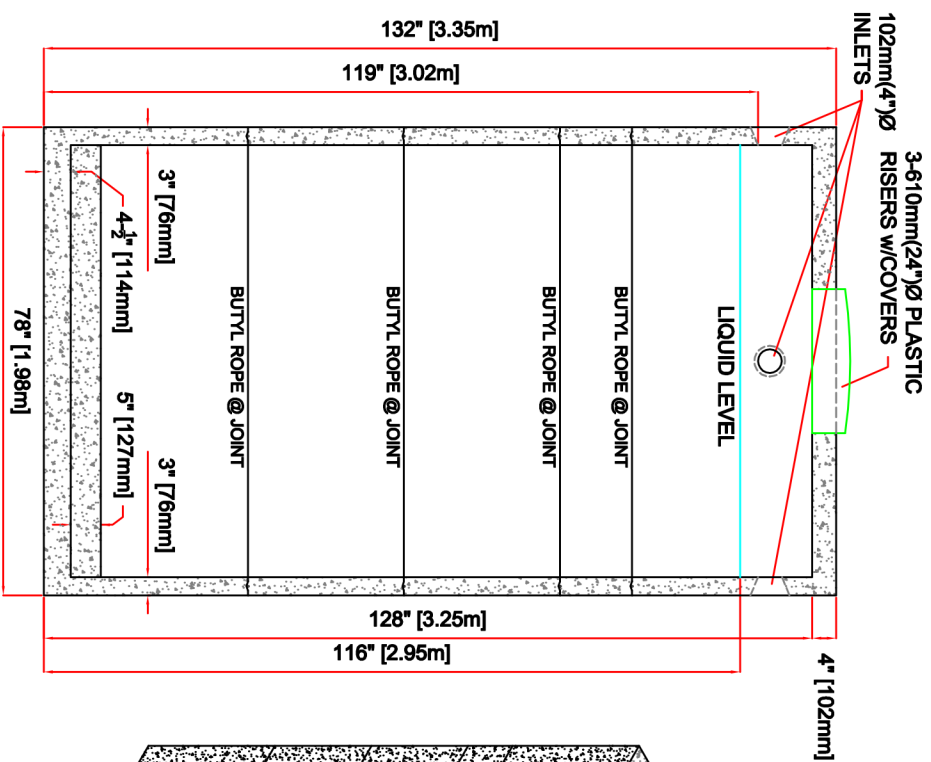 132" [3.35m]
119" [3.02m]
102mm(4")Ø
INLETS
3-610mm(24")Ø PLASTIC
RISERS w/COVERS
LIQUID LEVEL
BUTYL ROPE @ JOINT
BUTYL ROPE @ JOINT
BUTYL ROPE @ JOINT
BUTYL ROPE @ JOINT
3" [76mm]
4-1/2" [114mm]
5" [127mm]
3" [76mm]
78" [1.98m]
128" [3.25m]
116" [2.95m]
4" [102mm]